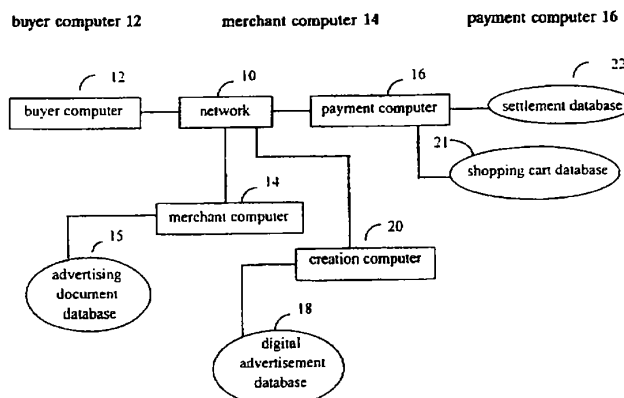 buyer computer 12 merchant computer 14 payment computer 16
12 10 16 22
buyer computer network payment computer settlement database
21
shopping cart database
14
merchant computer
15 20
creation computer
advertising
document
database
18
digital
advertisement
database